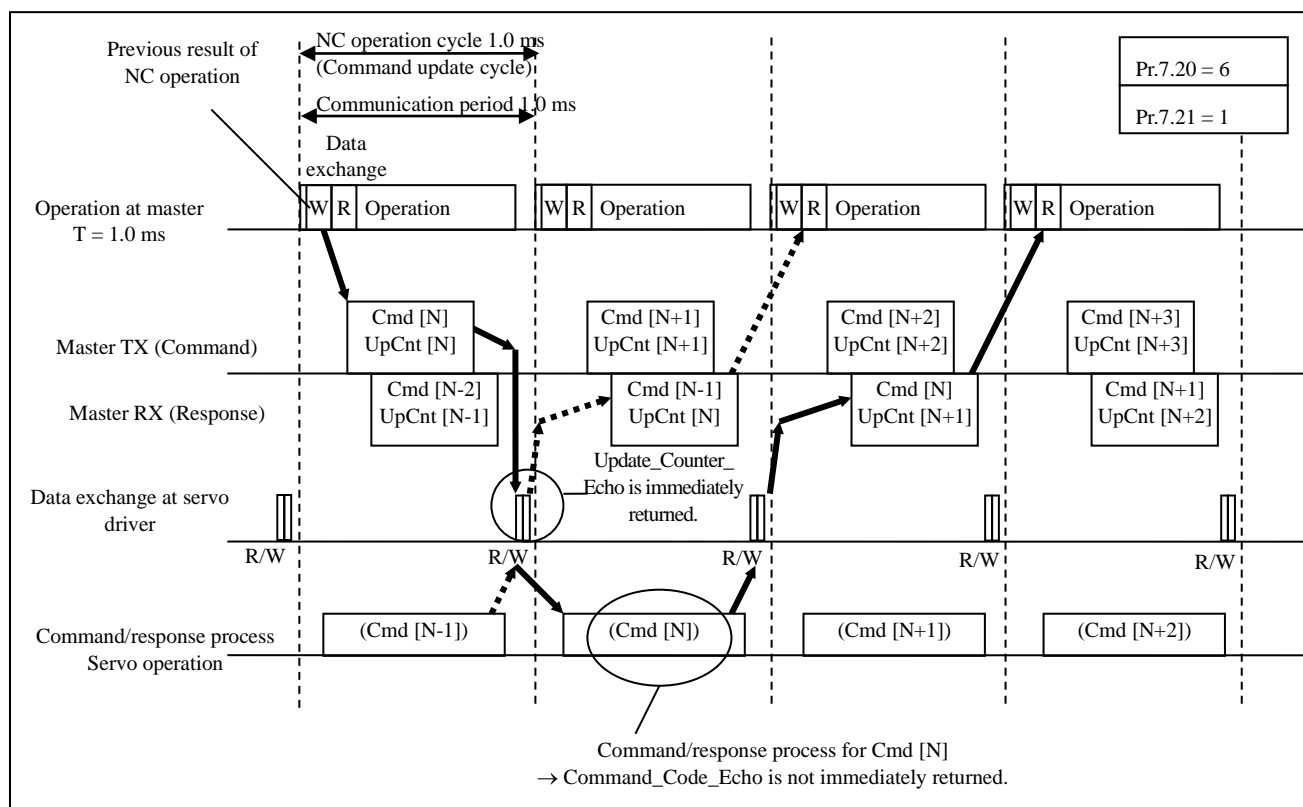 Previous result of
NC operation
NC operation cycle 1.0 ms
(Command update cycle)
Communication period 1.0 ms
Pr.7.20 = 6
Pr.7.21 = 1
Data
exchange
Operation at master
T = 1.0 ms
W R Operation
W R Operation
W R Operation
W R Operation
Master TX (Command)
Cmd [N]
UpCnt [N]
Cmd [N+1]
UpCnt [N+1]
Cmd [N+2]
UpCnt [N+2]
Cmd [N+3]
UpCnt [N+3]
Master RX (Response)
Cmd [N-2]
UpCnt [N-1]
Cmd [N-1]
UpCnt [N]
Cmd [N]
UpCnt [N+1]
Cmd [N+1]
UpCnt [N+2]
Update_Counter_
Echo is immediately
returned.
Data exchange at servo
driver
R/W
R/W
R/W
R/W
R/W
Command/response process
Servo operation
(Cmd [N-1])
(Cmd [N])
(Cmd [N+1])
(Cmd [N+2])
Command/response process for Cmd [N]
→ Command_Code_Echo is not immediately returned.